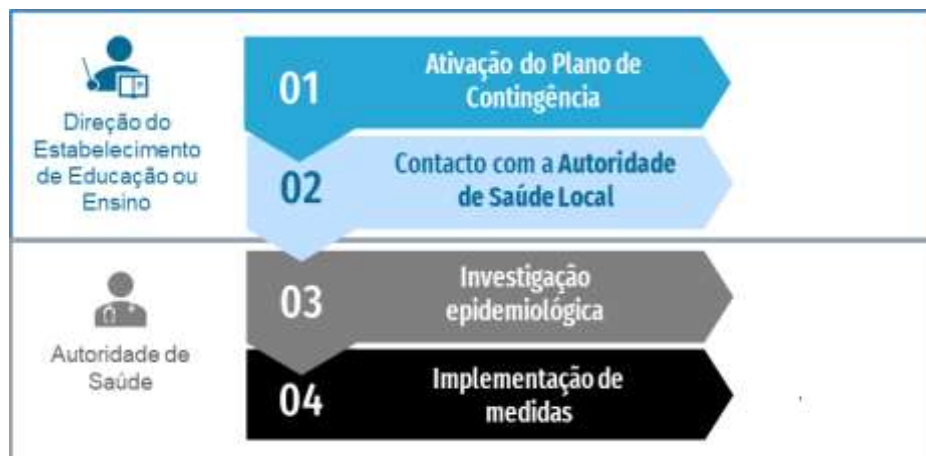 Direção do
Estabelecimento
de Educação ou
Ensino
01
Ativação do Plano de
Contingência
02
Contacto com a Autoridade
de Saúde Local
Autoridade de
Saúde
03
Investigação
epidemiológica
04
Implementação de
medidas